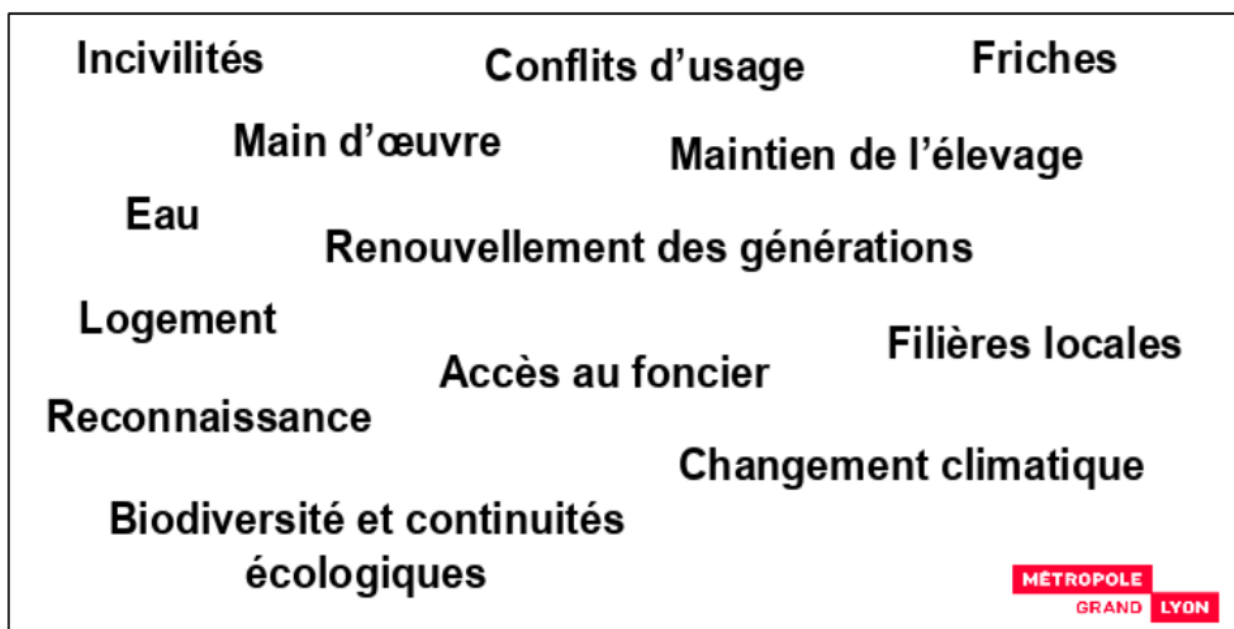 Incivilités
Conflits d'usage
Friches
Main d'œuvre
Maintien de l'élevage
Eau
Renouvellement des générations
Logement
Filières locales
Accès au foncier
Reconnaissance
Changement climatique
Biodiversité et continuités
écologiques
MÉTROPOLE
GRAND LYON